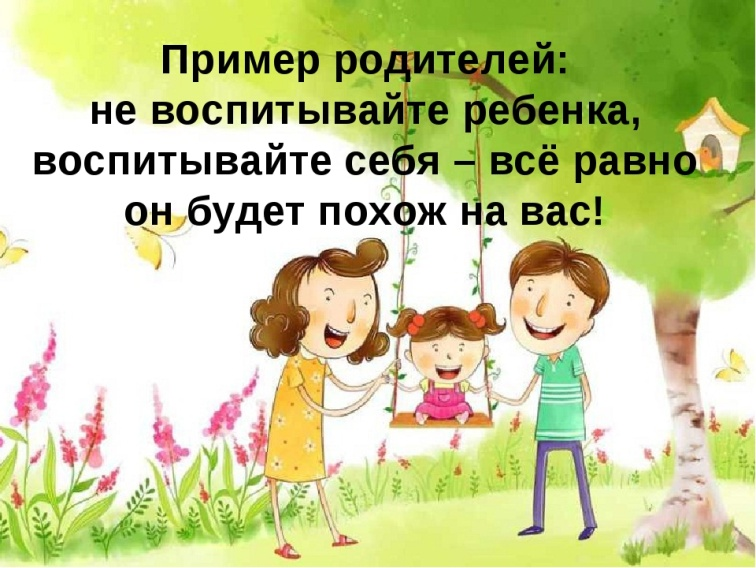 Пример родителей:
не воспитывайте ребенка,
воспитывайте себя – всё равно
он будет похож на вас!